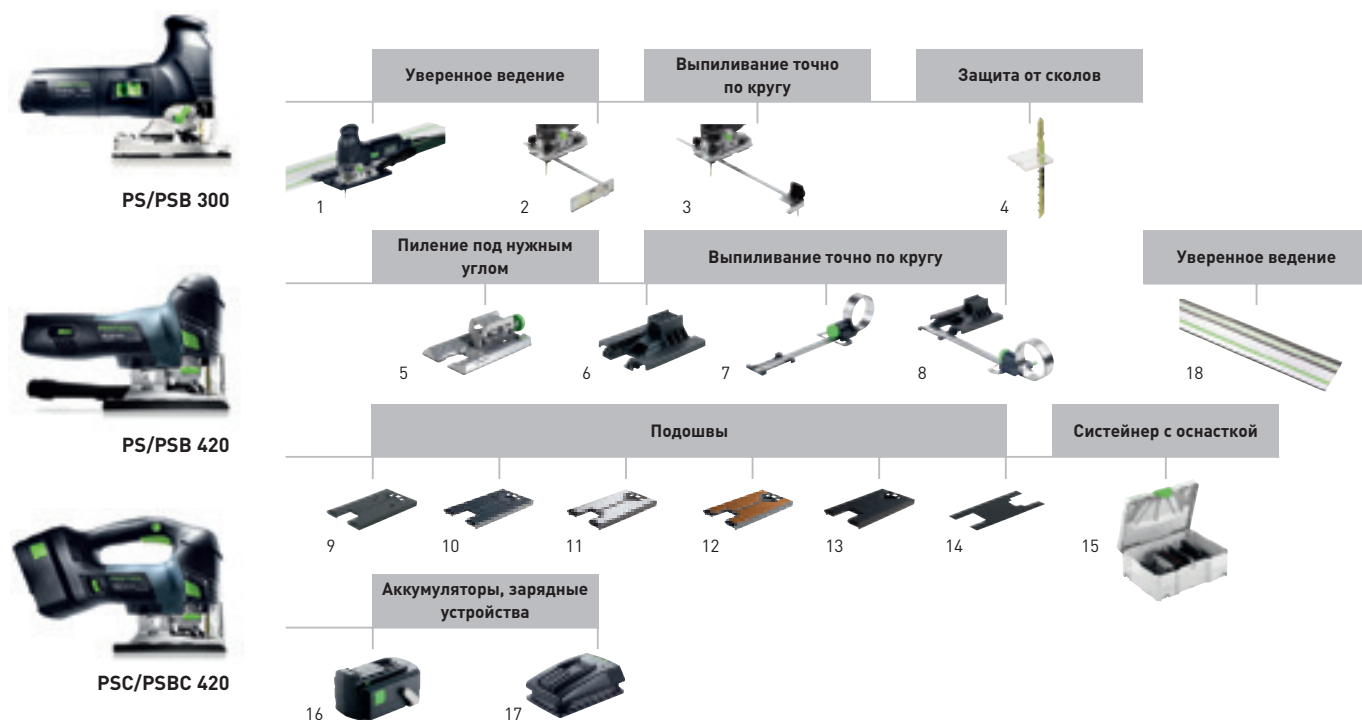 Уверенное ведение
Выпиливание точно
по кругу
Защита от сколов
PS/PSB 300
1
2
3
4
Пиление под нужным
углом
Выпиливание точно по кругу
Уверенное ведение
5
6
7
8
18
PS/PSB 420
Подошвы
Систейнер с оснасткой
9
10
11
12
13
14
15
Аккумуляторы, зарядные
устройства
PSC/PSBC 420
16
17